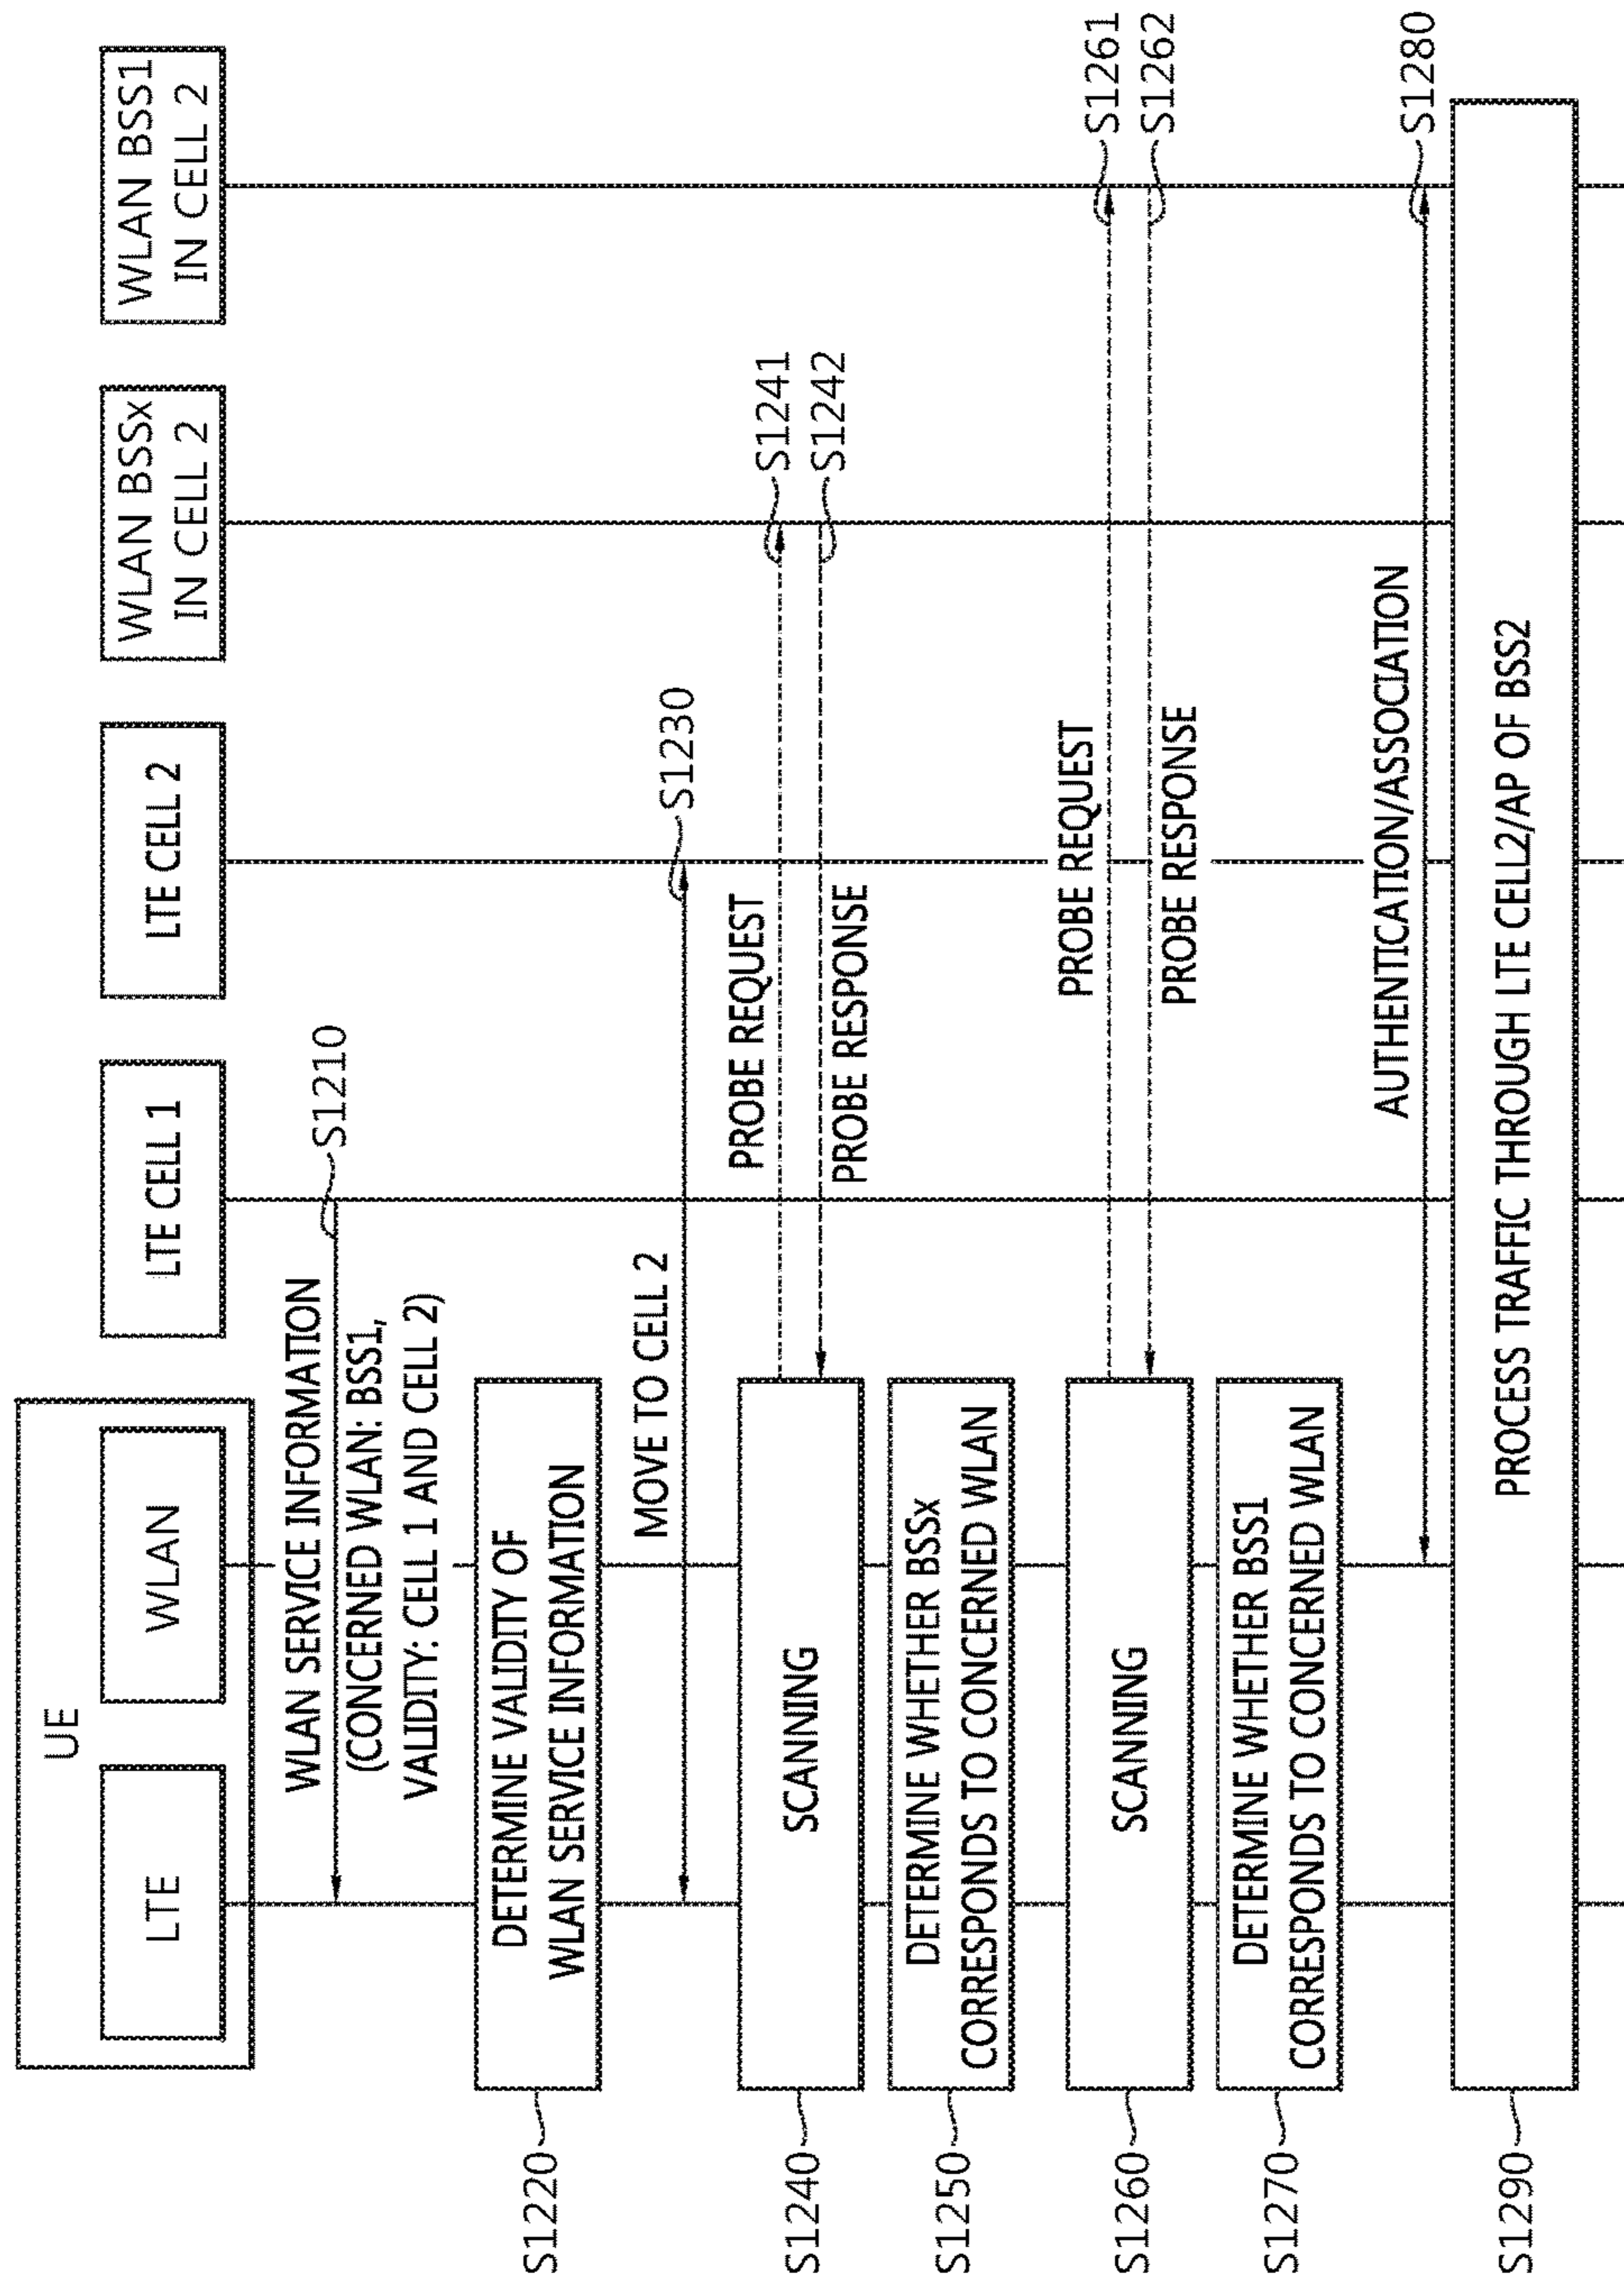 UE
LTE
WLAN
LTE CELL 1
LTE CELL 2
WLAN BSSx
IN CELL 2
WLAN BSS1
IN CELL 2
S1210
WLAN SERVICE INFORMATION
(CONCERNED WLAN: BSS1,
VALIDITY: CELL 1 AND CELL 2)
S1220
DETERMINE VALIDITY OF
WLAN SERVICE INFORMATION
MOVE TO CELL 2
S1230
PROBE REQUEST
S1241
S1240
SCANNING
S1242
PROBE RESPONSE
S1250
DETERMINE WHETHER BSSx
CORRESPONDS TO CONCERNED WLAN
PROBE REQUEST
S1261
S1260
SCANNING
S1262
PROBE RESPONSE
S1270
DETERMINE WHETHER BSS1
CORRESPONDS TO CONCERNED WLAN
AUTHENTICATION/ASSOCIATION
S1280
S1290
PROCESS TRAFFIC THROUGH LTE CELL2/AP OF BSS2